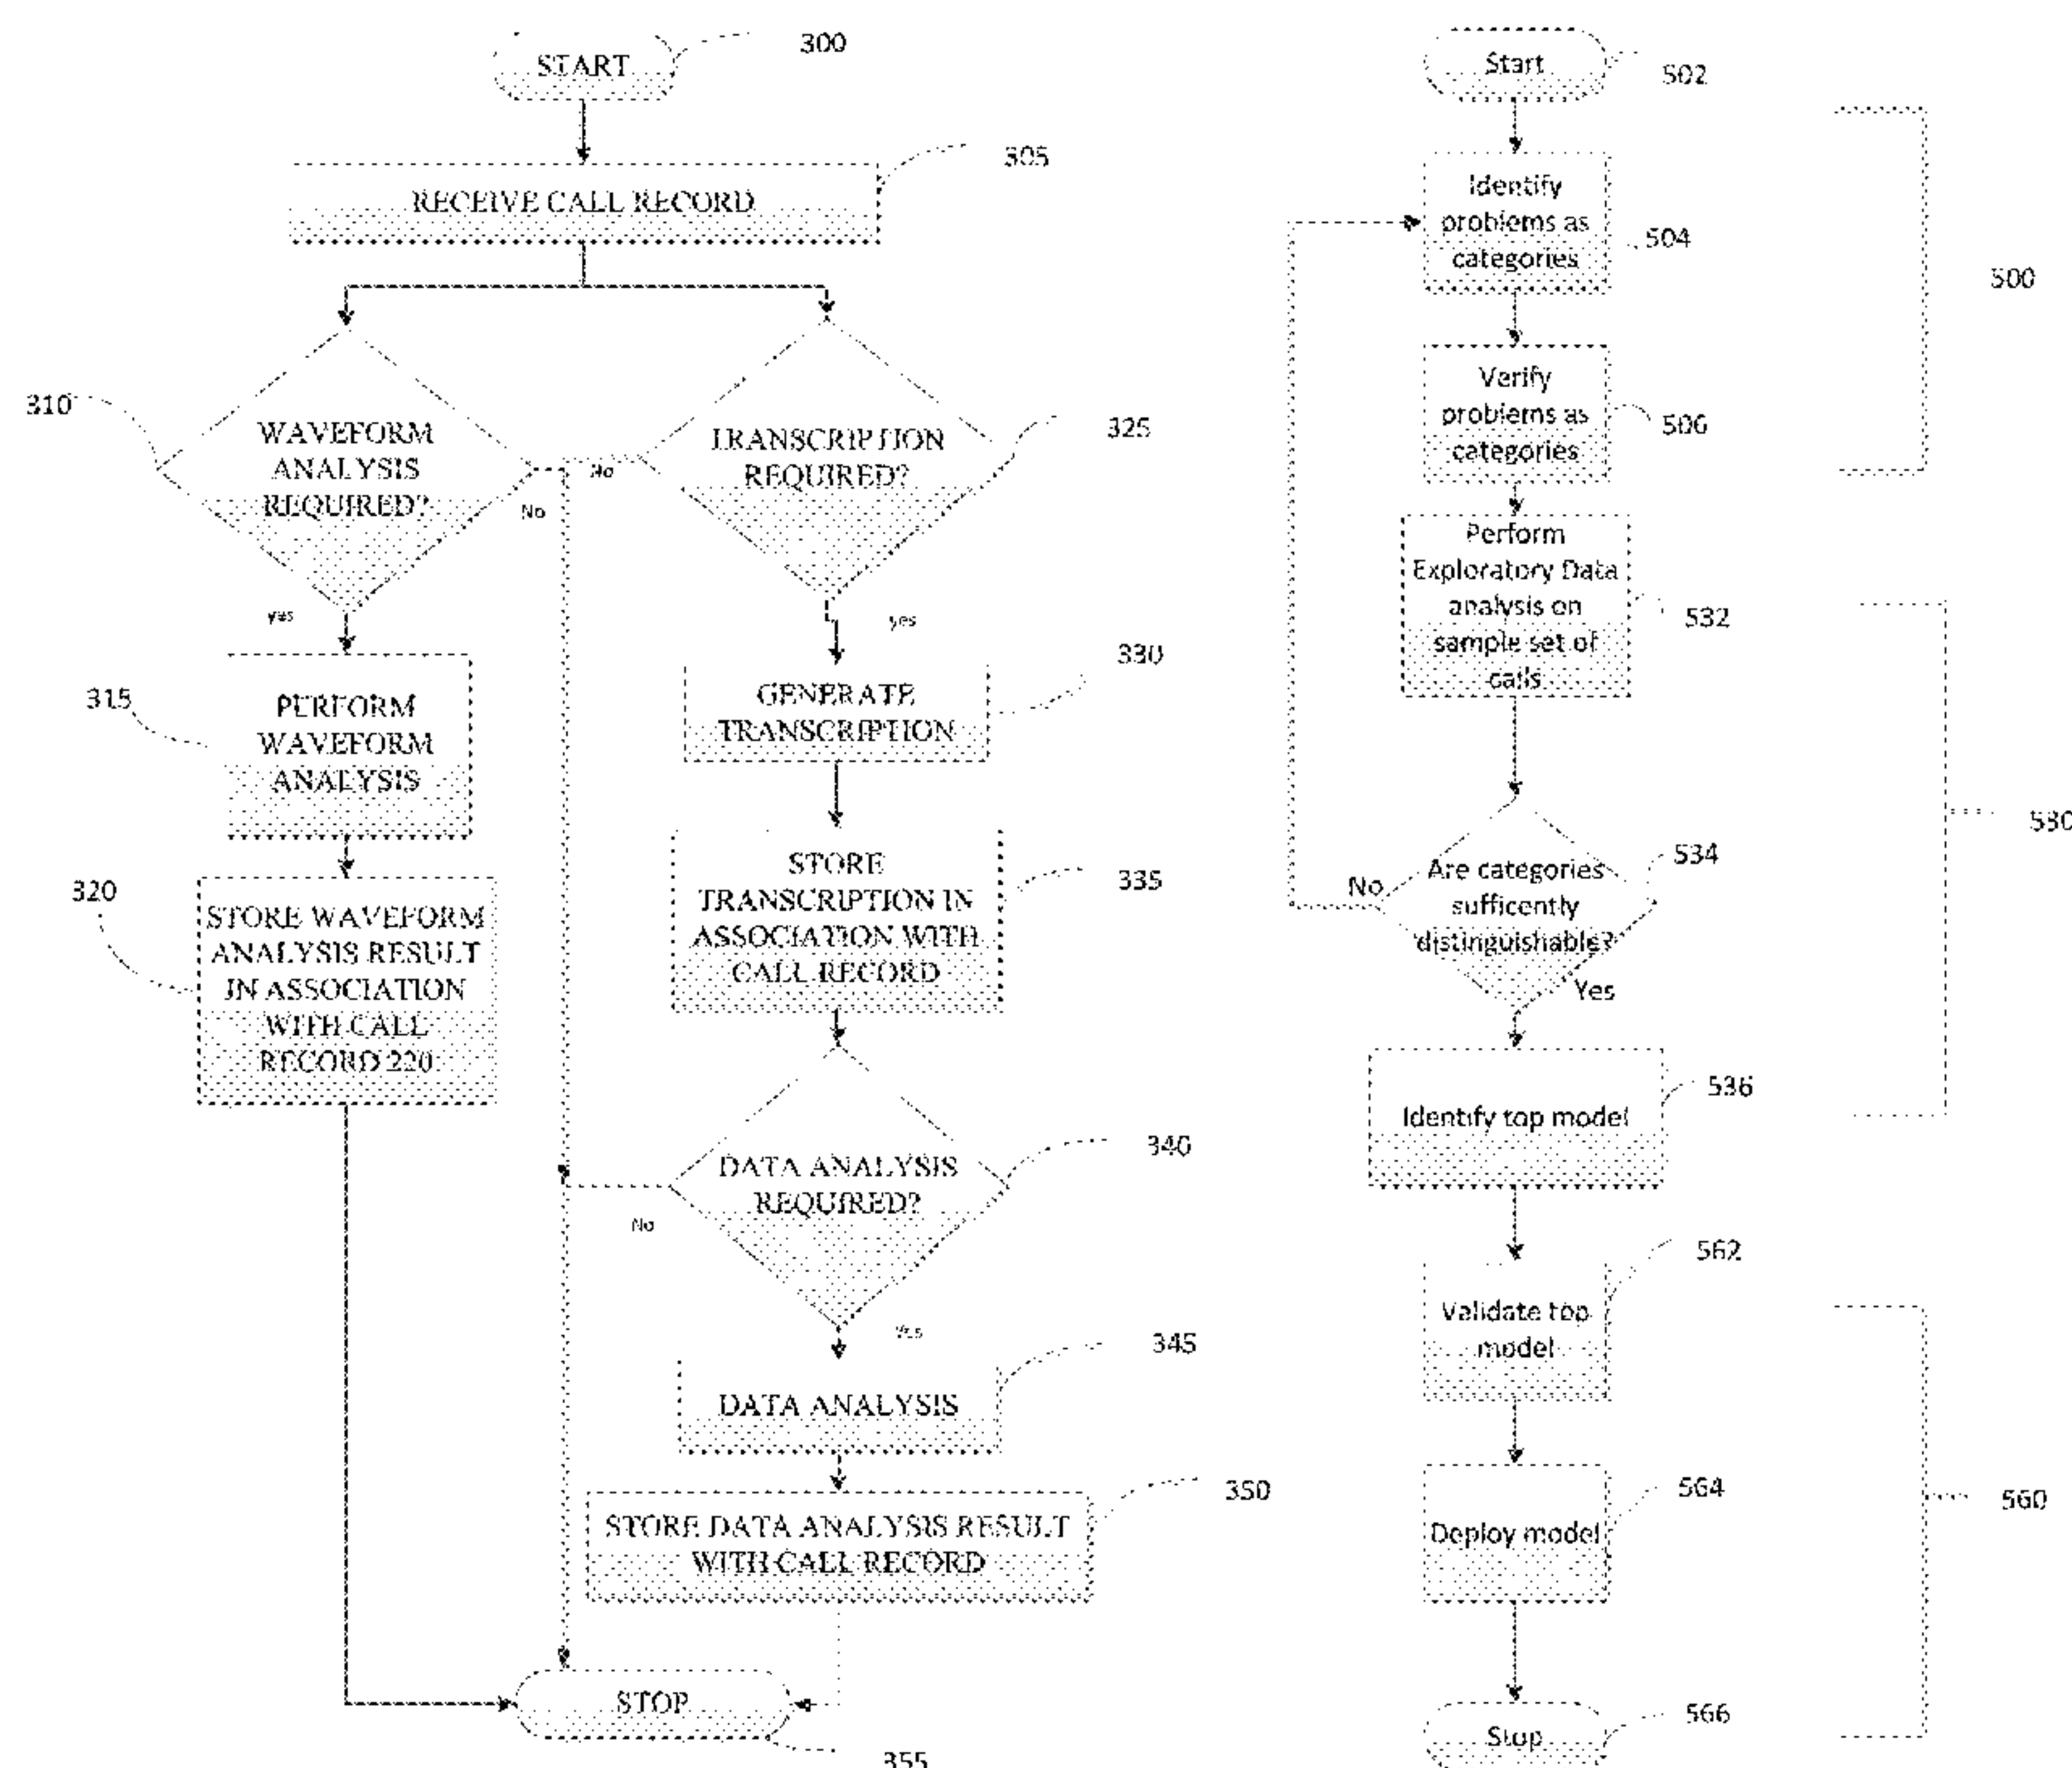 START
300
RECEIVE CALL RECORD
305
310
WAVEFORM
ANALYSIS
REQUIRED?
No
No
TRANSCRIPTION
REQUIRED?
325
yes
yes
315
PERFORM
WAVEFORM
ANALYSIS
GENERATE
TRANSCRIPTION
330
320
STORE WAVEFORM
ANALYSIS RESULT
IN ASSOCIATION
WITH CALL
RECORD 220
STORE
TRANSCRIPTION IN
ASSOCIATION WITH
CALL RECORD
335
DATA ANALYSIS
REQUIRED?
340
No
Yes
DATA ANALYSIS
345
STORE DATA ANALYSIS RESULT
WITH CALL RECORD
350
STOP
355
Start
502
Identify
problems as
categories
504
500
Verify
problems as
categories
506
Perform
Exploratory Data
analysis on
sample set of
calls
532
530
No
Are categories
sufficently
distinguishable?
534
Yes
Identify top model
536
Validate top
model
562
Deploy model
564
560
Stop
566